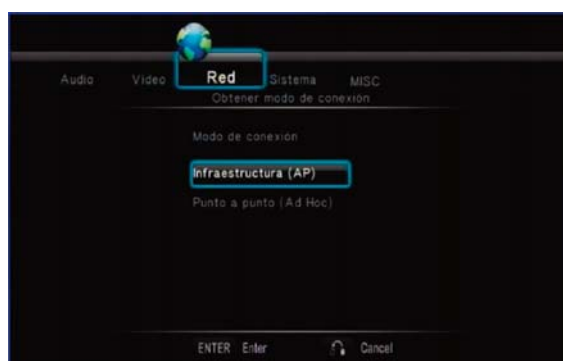 Audio Video Red Sistema MISC
Obtener modo de conexión
Modo de conexión
Infraestructura (AP)
Punto a punto (Ad Hoc)
ENTER Enter Cancel